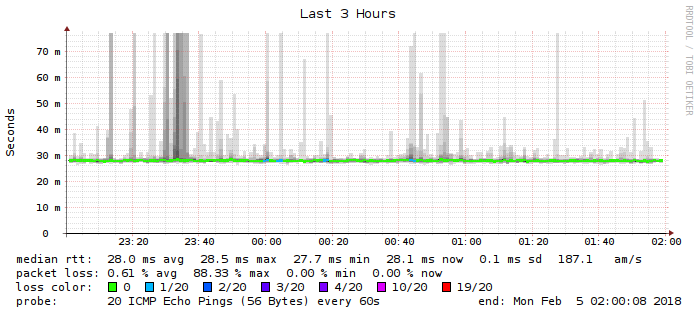 Last 3 Hours
RRDTOOL / TOBI OETIKER
Seconds
70 m
60 m
50 m
40 m
30 m
20 m
10 m
0
23:20 23:40 00:00 00:20 00:40 01:00 01:20 01:40 02:00
median rtt: 28.0 ms avg 28.5 ms max 27.7 ms min 28.1 ms now 0.1 ms sd 187.1 am/s
packet loss: 0.61 % avg 88.33 % max 0.00 % min 0.00 % now
loss color: 0 1/20 2/20 3/20 4/20 10/20 19/20
probe: 20 ICMP Echo Pings (56 Bytes) every 60s end: Mon Feb 5 02:00:08 2018